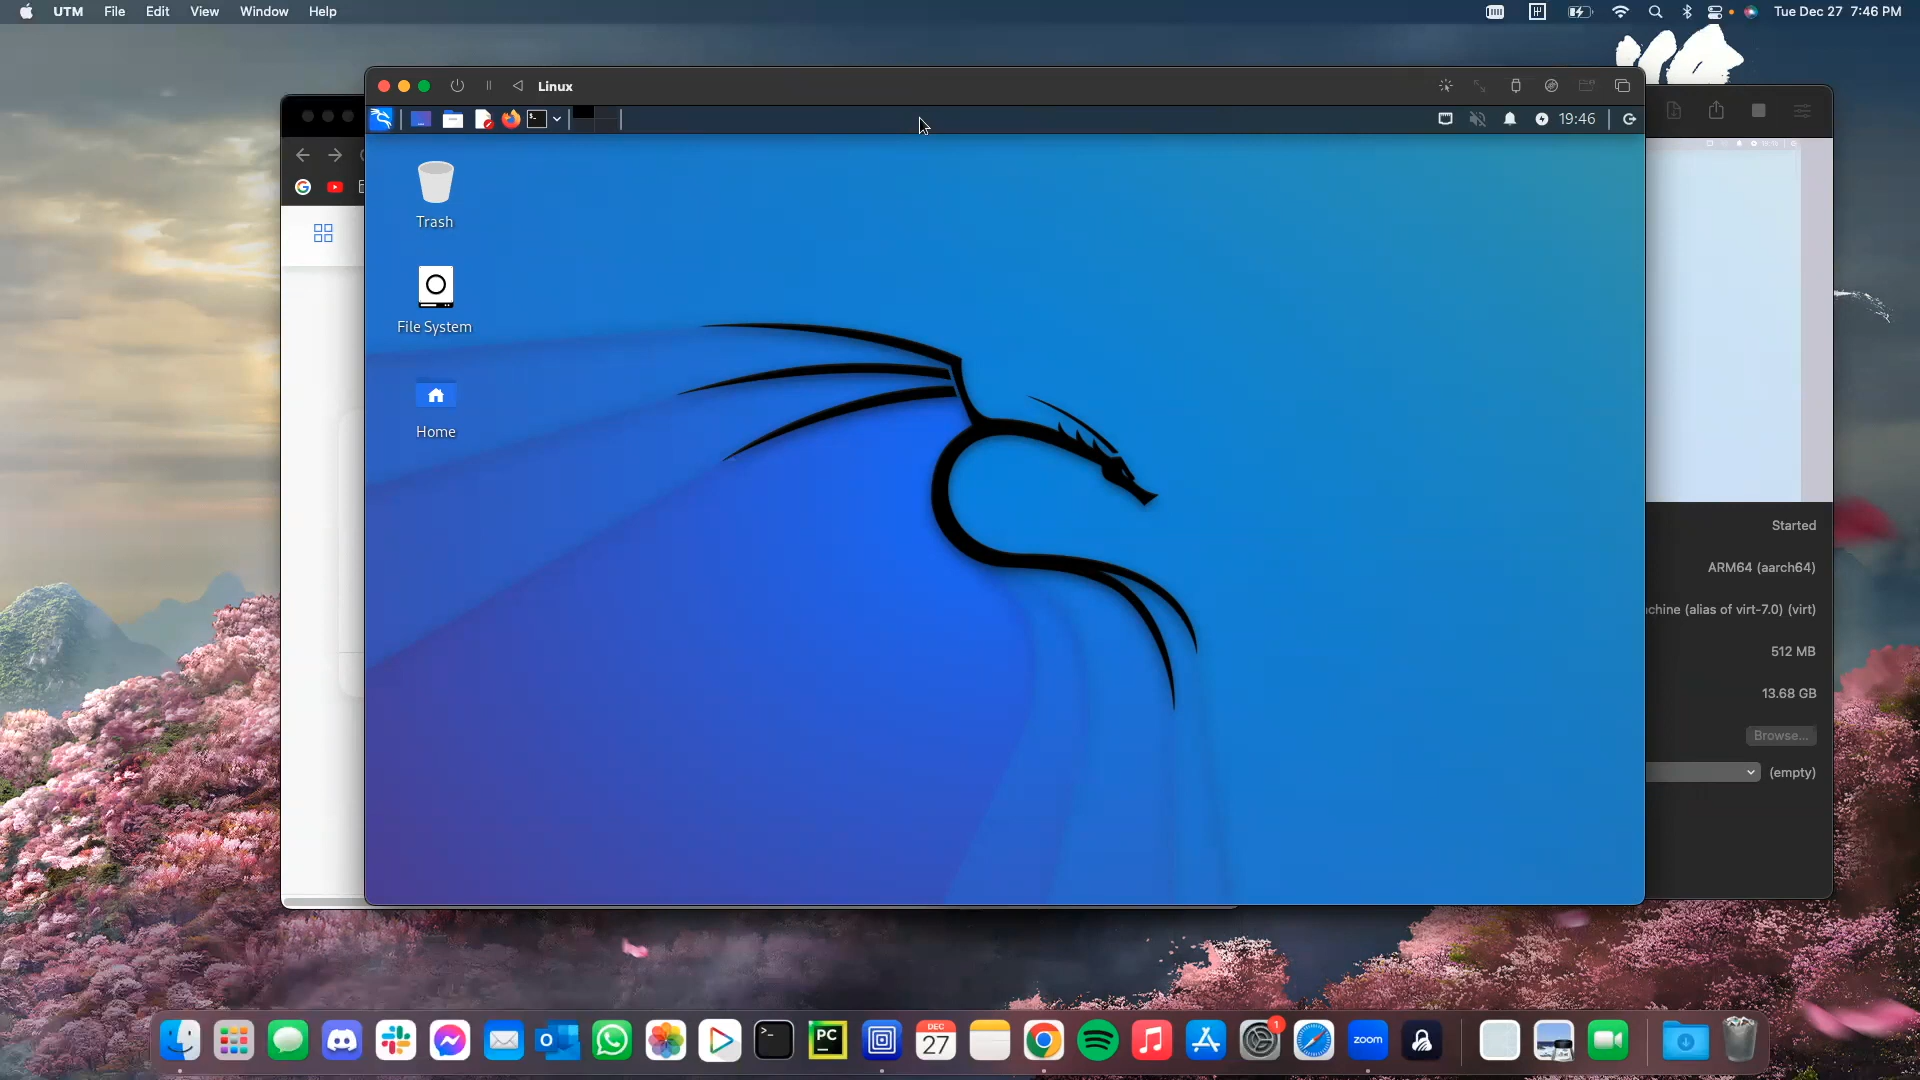 UTM File Edit View Window Help
Tue Dec 27 7:46 PM
Linux
19:46
Trash
File System
Home
Started
ARM64 (aarch64)
(alias of virt-7.0) (virt)
512 MB
13.68 GB
Browse...
(empty)
PC
DEC
27
zoom
1